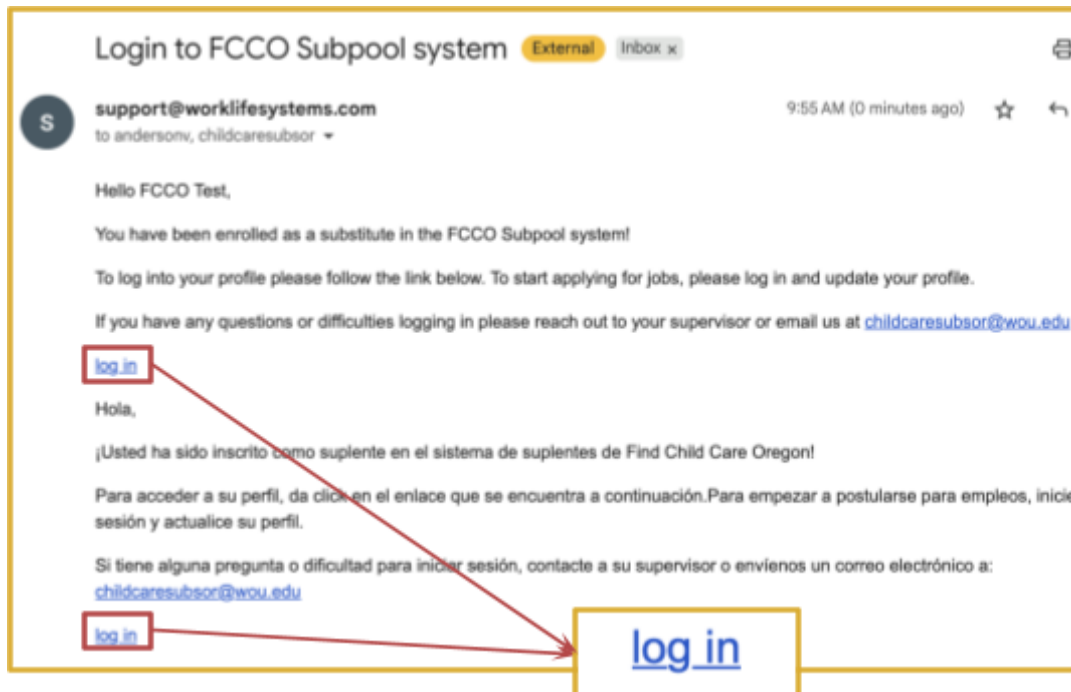 Login to FCCO Subpool system External Inbox x
S
support@worklifesystems.com 9:55 AM (0 minutes ago)
to andersonv, childcaresubsor
Hello FCCO Test,
You have been enrolled as a substitute in the FCCO Subpool system!
To log into your profile please follow the link below. To start applying for jobs, please log in and update your profile.
If you have any questions or difficulties logging in please reach out to your supervisor or email us at childcaresubsor@wou.edu
log in
Hola,
¡Usted ha sido inscrito como suplente en el sistema de suplentes de Find Child Care Oregon!
Para acceder a su perfil, da click en el enlace que se encuentra a continuación.Para empezar a postularse para empleos, inicie
sesión y actualice su perfil.
Si tiene alguna pregunta o dificultad para iniciar sesión, contacte a su supervisor o envíenos un correo electrónico a:
childcaresubsor@wou.edu
log in
log in